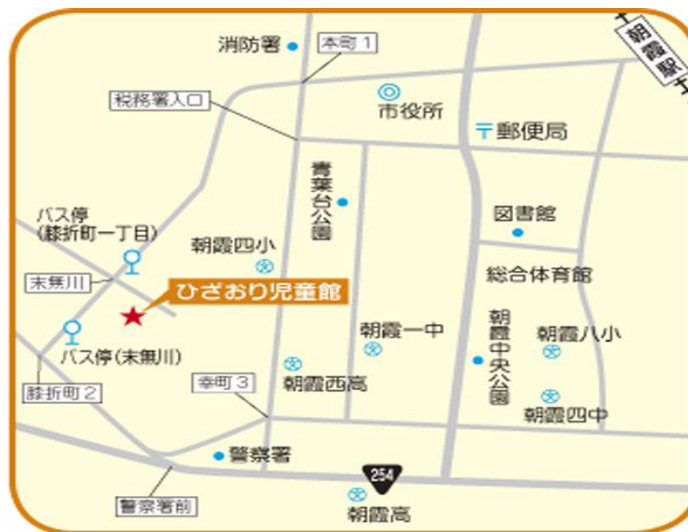 消防署
本町1
朝霞駅
税務署入口
市役所
〒郵便局
青葉台公園
バス停
(膝折町一丁目)
図書館
朝霞四小
末無川
ひざおり児童館
総合体育館
朝霞一中
朝霞中央公園
朝霞八小
バス停(末無川)
朝霞西高
幸町3
膝折町2
朝霞四中
警察署
254
警察署前
朝霞高